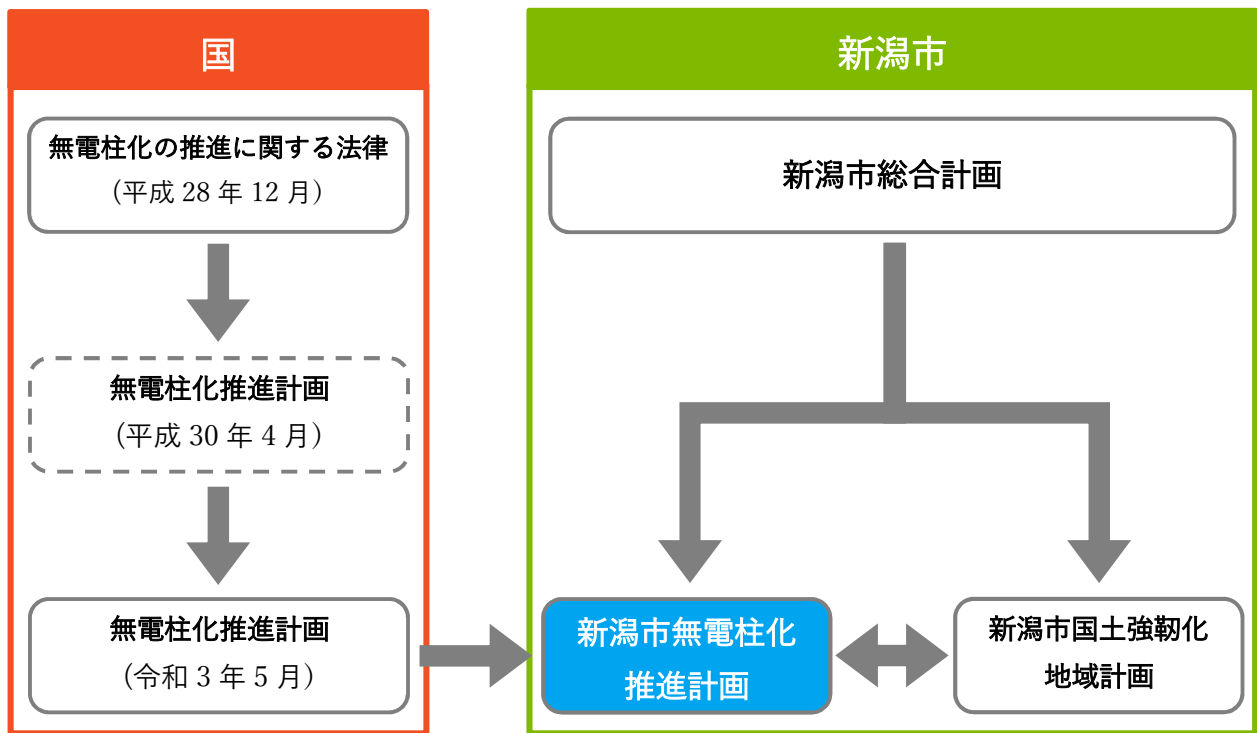 国
無電柱化の推進に関する法律
(平成 28 年 12 月)
無電柱化推進計画
(平成 30 年 4 月)
無電柱化推進計画
(令和 3 年 5 月)
新潟市
新潟市総合計画
新潟市無電柱化
推進計画
新潟市国土強靭化
地域計画